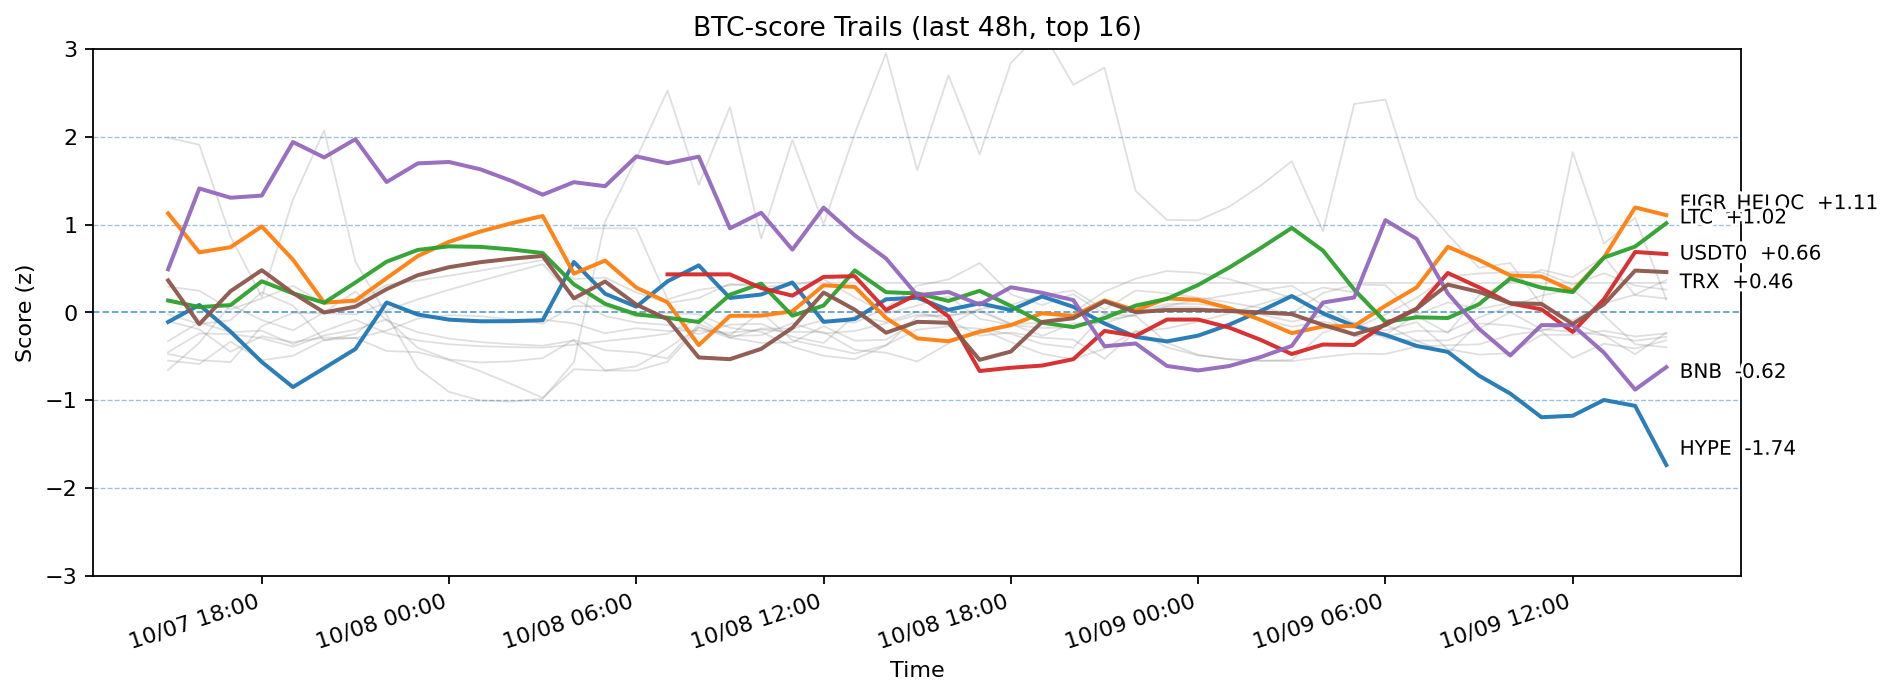 BTC-score Trails (last 48h, top 16)
3
2
1
0
−1
−2
−3
Score (z)
FIGR_HELOC +1.11
LTC +1.02
USDT0 +0.66
TRX +0.46
BNB -0.62
HYPE -1.74
10/07 18:00
10/08 00:00
10/08 06:00
10/08 12:00
10/08 18:00
10/09 00:00
10/09 06:00
10/09 12:00
Time